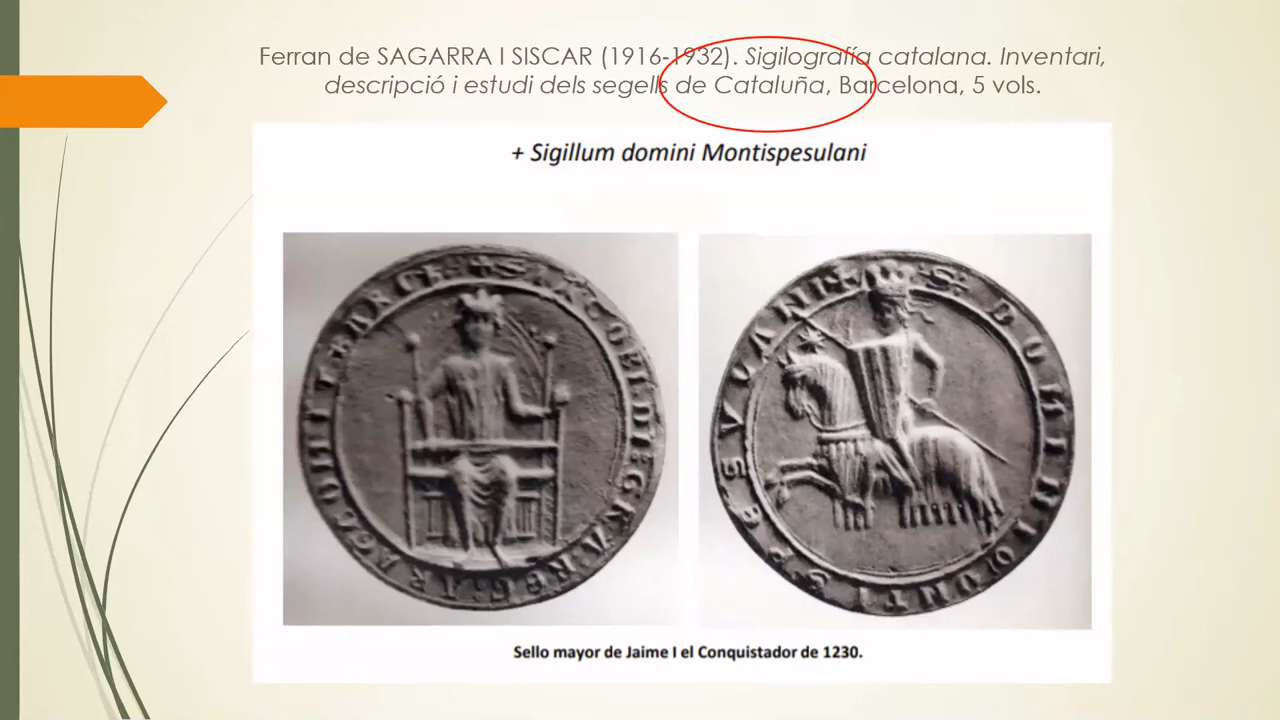 Ferran de SAGARRA I SISCAR (1916-1932). Sigilografía catalana. Inventari,
descripció i estudi dels segells de Cataluña, Barcelona, 5 vols.
+ Sigillum domini Montispesulani
Sello mayor de Jaime I el Conquistador de 1230.